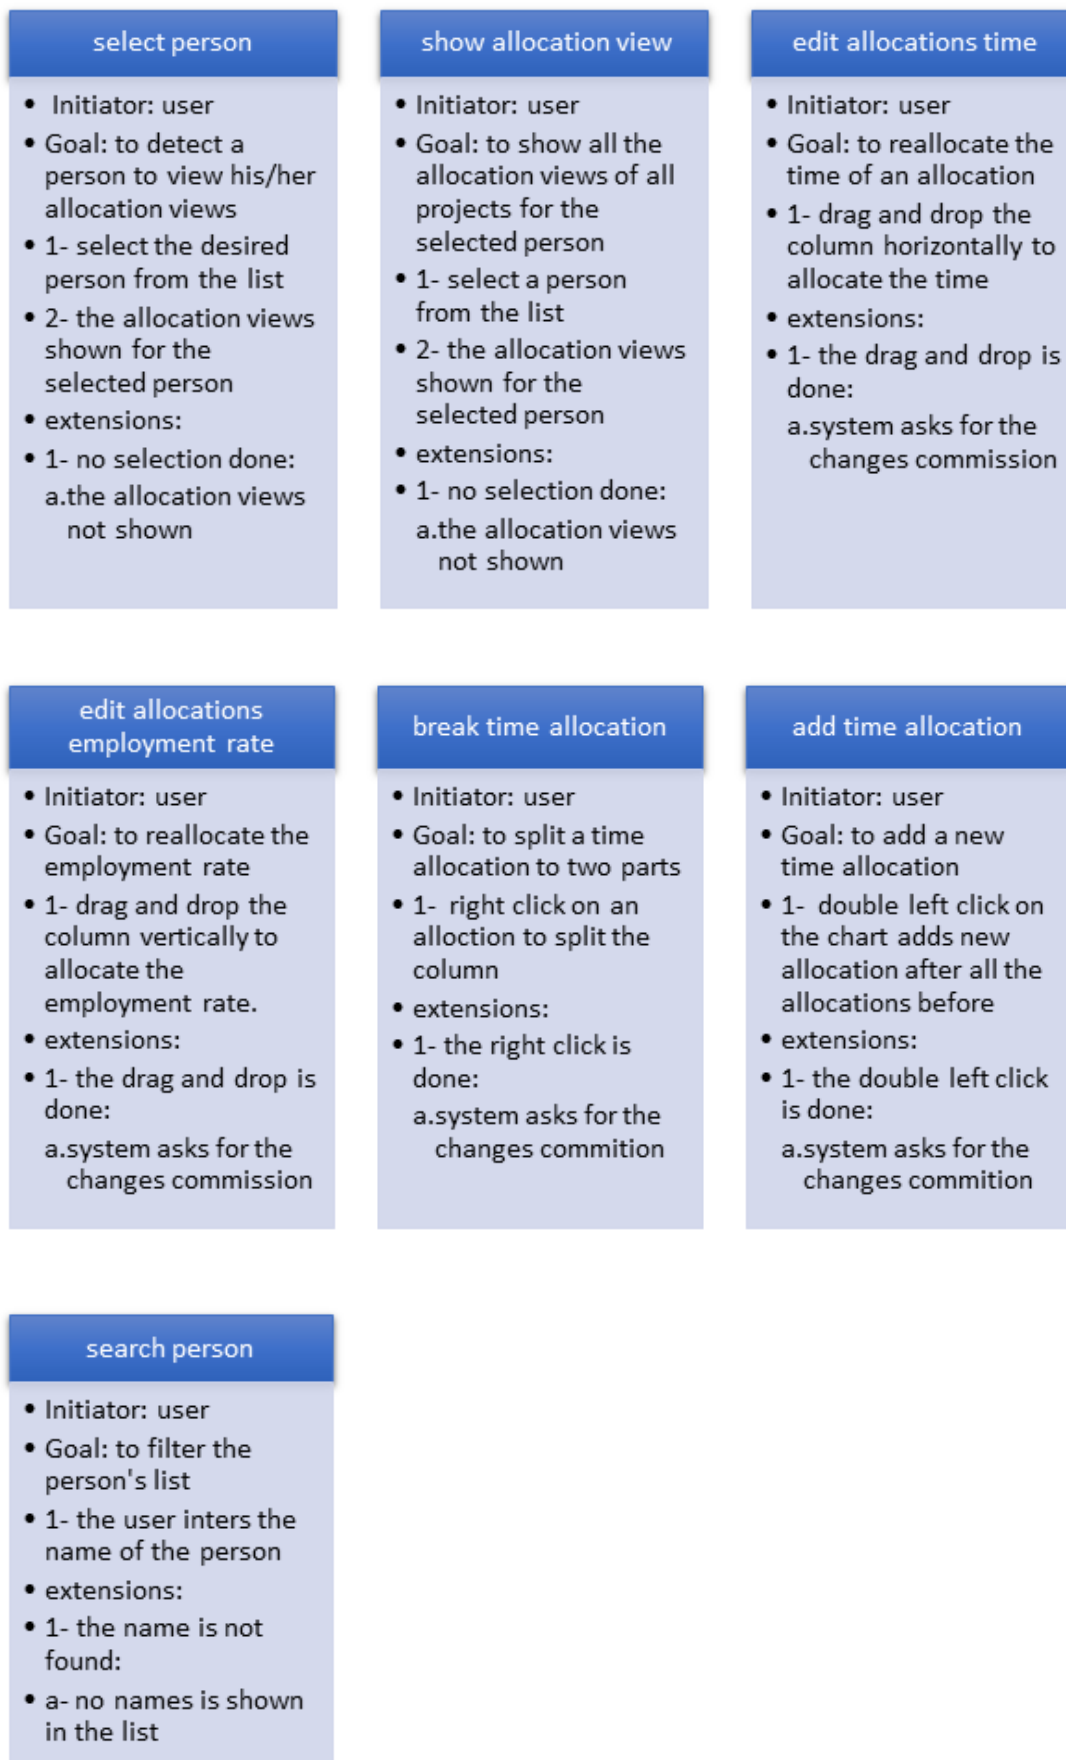 select person
• Initiator: user
• Goal: to detect a
person to view his/her
allocation views
• 1- select the desired
person from the list
• 2- the allocation views
shown for the
selected person
• extensions:
• 1- no selection done:
a.the allocation views
not shown
show allocation view
• Initiator: user
• Goal: to show all the
allocation views of all
projects for the
selected person
• 1- select a person
from the list
• 2- the allocation views
shown for the
selected person
• extensions:
• 1- no selection done:
a.the allocation views
not shown
edit allocations time
• Initiator: user
• Goal: to reallocate the
time of an allocation
• 1- drag and drop the
column horizontally to
allocate the time
• extensions:
• 1- the drag and drop is
done:
a.system asks for the
changes commission
edit allocations
employment rate
• Initiator: user
• Goal: to reallocate the
employment rate
• 1- drag and drop the
column vertically to
allocate the
employment rate.
• extensions:
• 1- the drag and drop is
done:
a.system asks for the
changes commission
break time allocation
• Initiator: user
• Goal: to split a time
allocation to two parts
• 1- right click on an
alloction to split the
column
• extensions:
• 1- the right click is
done:
a.system asks for the
changes commition
add time allocation
• Initiator: user
• Goal: to add a new
time allocation
• 1- double left click on
the chart adds new
allocation after all the
allocations before
• extensions:
• 1- the double left click
is done:
a.system asks for the
changes commition
search person
• Initiator: user
• Goal: to filter the
person's list
• 1- the user inters the
name of the person
• extensions:
• 1- the name is not
found:
• a- no names is shown
in the list